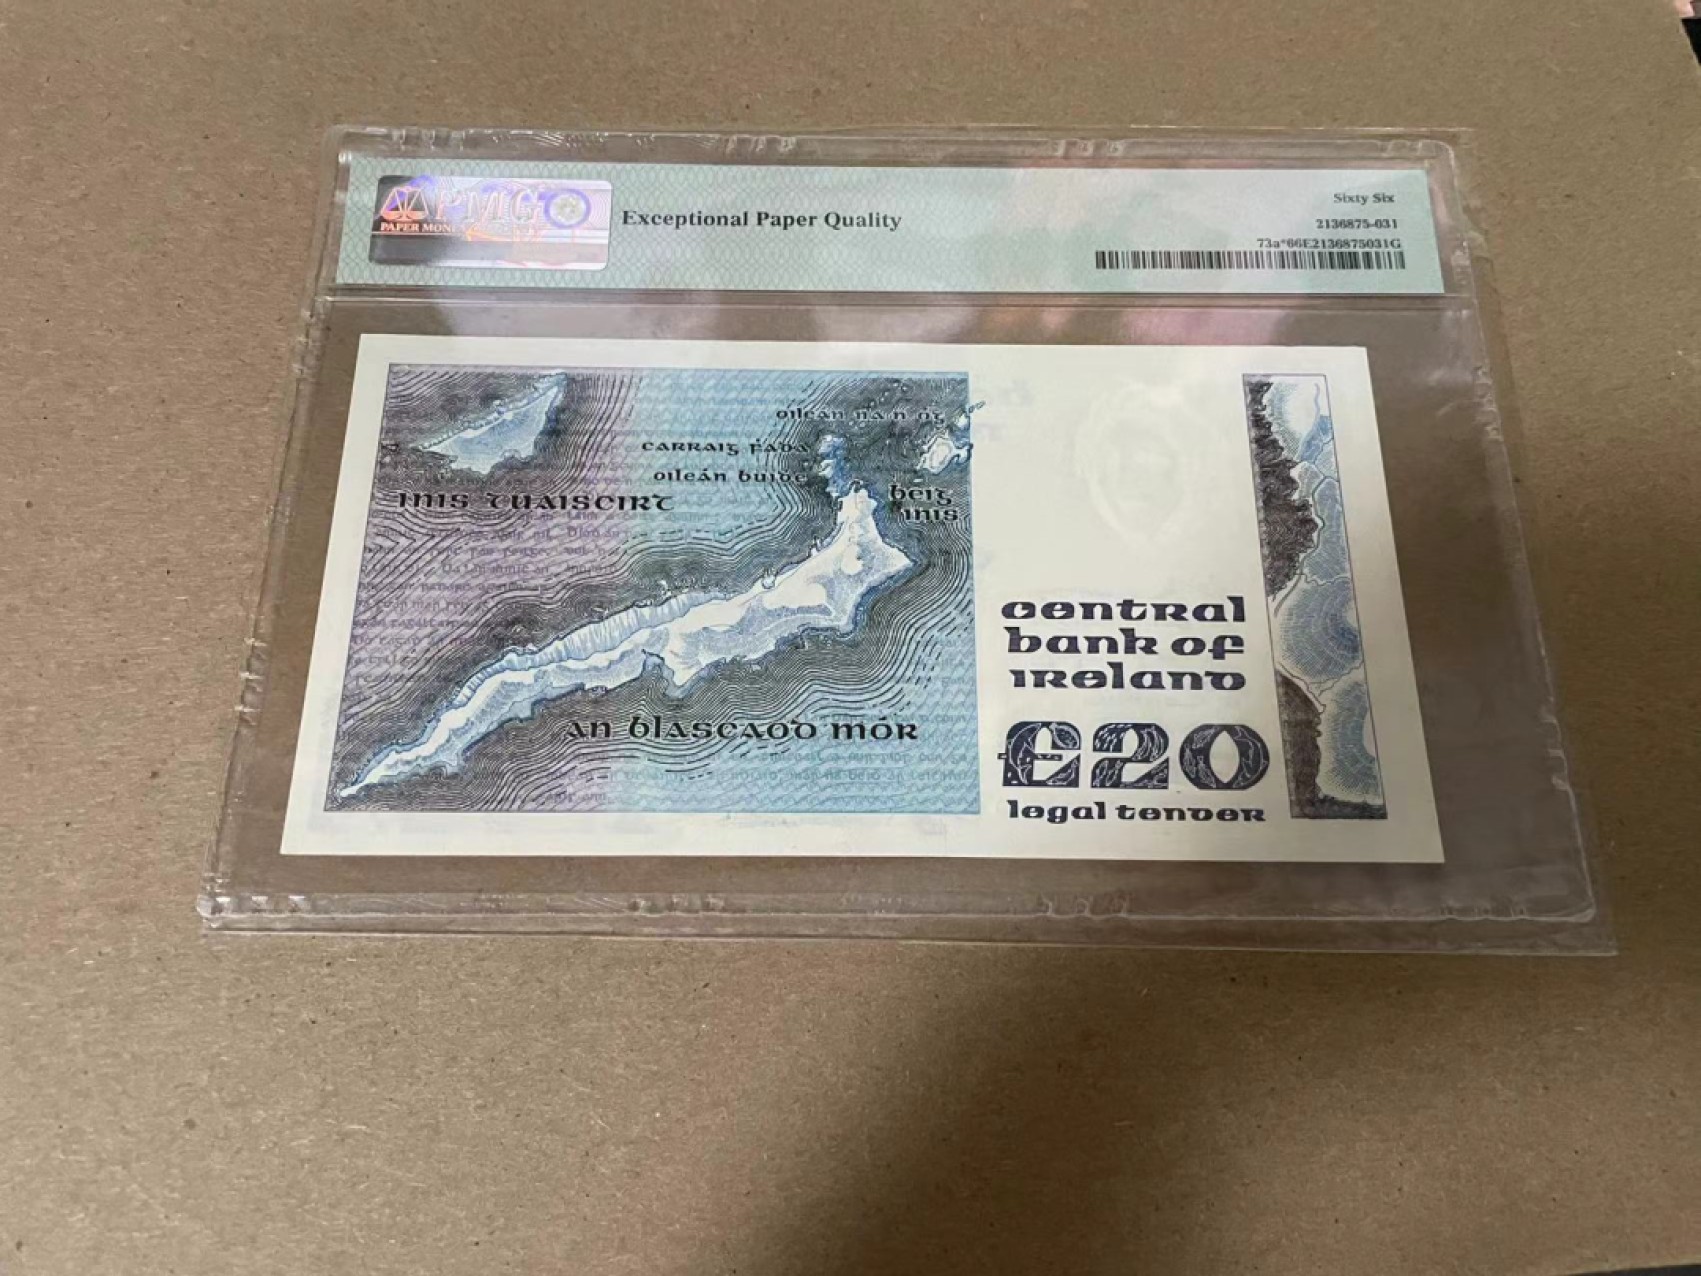 PMG
PAPER MONEY
Exceptional Paper Quality
Sixty Six
2136875-031
73a*66E2136875031G
oileán na n óg
carraig fada
oileán buide
inis tuaiscirt
beig
inis
an blascaod mór
central
bank of
ireland
£20
legal tender